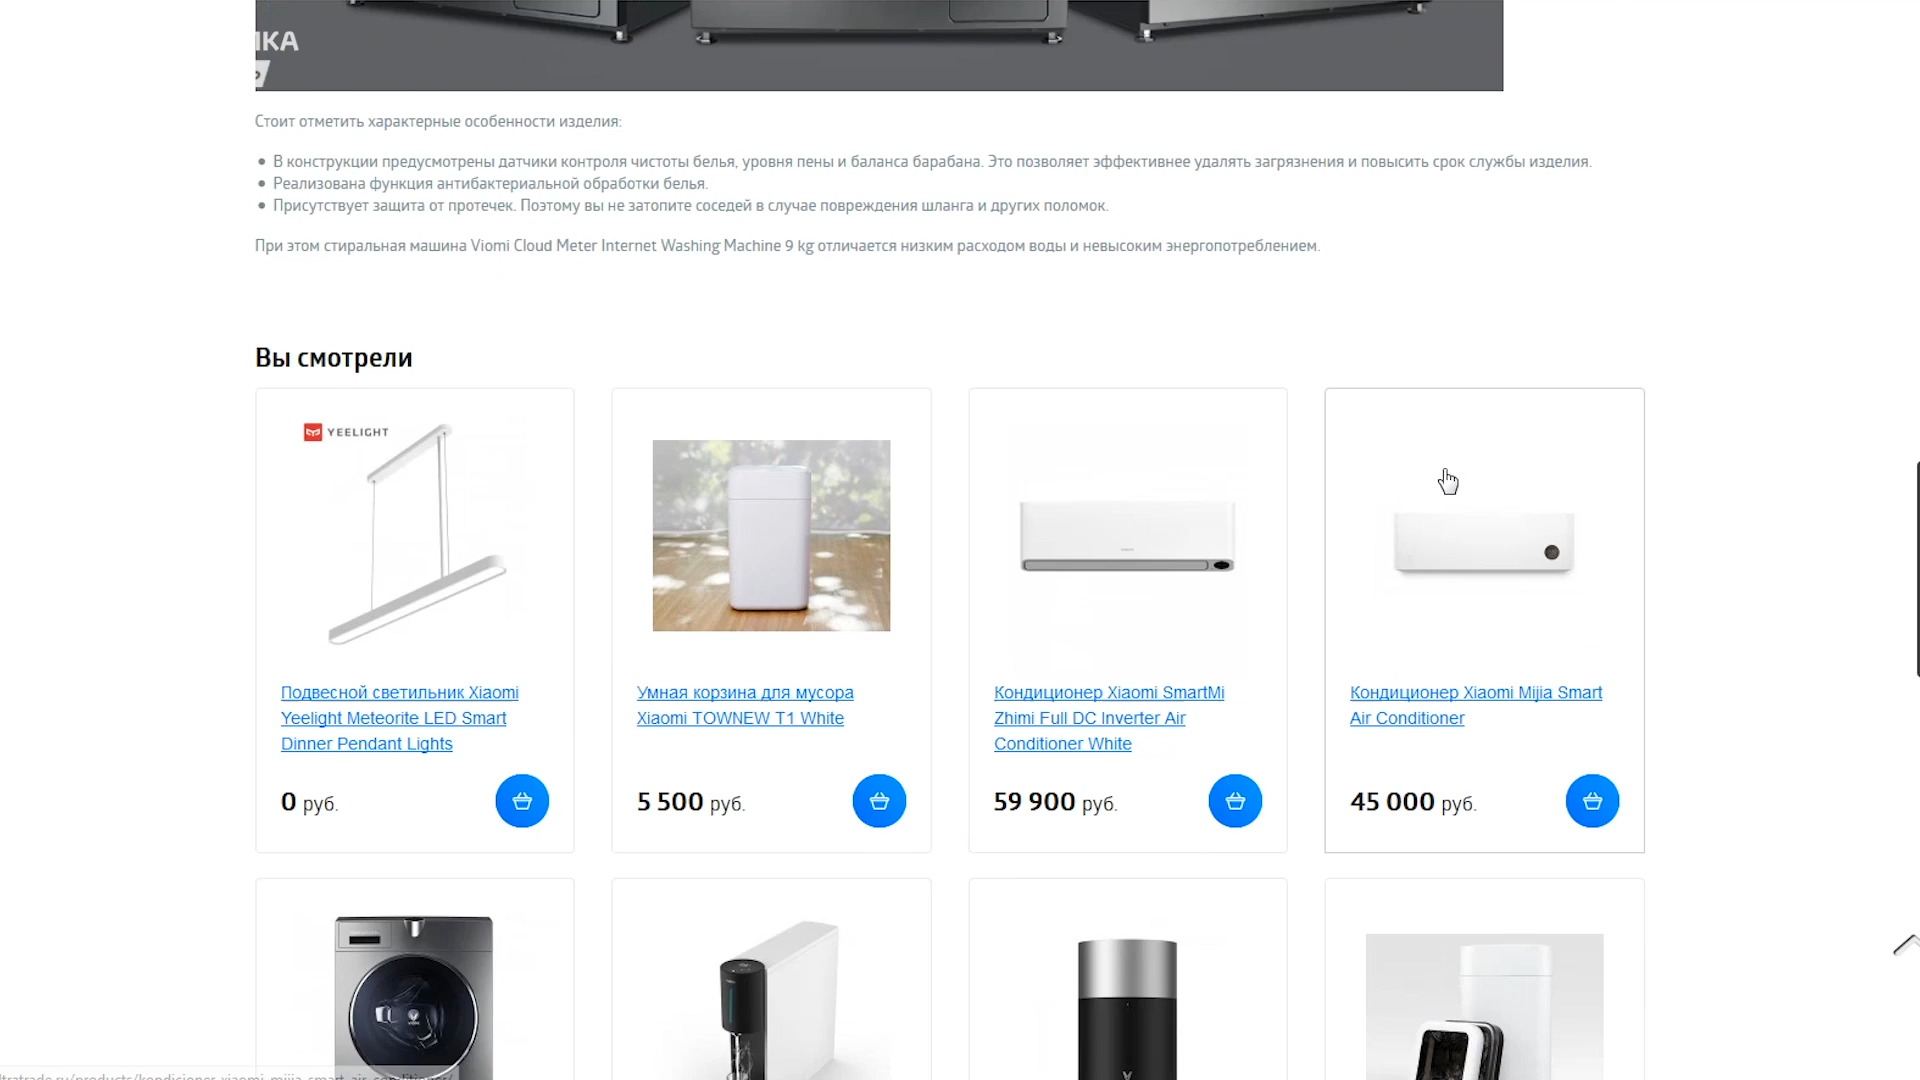 Стоит отметить характерные особенности изделия:
• В конструкции предусмотрены датчики контроля чистоты белья, уровня пены и баланса барабана. Это позволяет эффективнее удалять загрязнения и повысить срок службы изделия.
• Реализована функция антибактериальной обработки белья.
• Присутствует защита от протечек. Поэтому вы не затопите соседей в случае повреждения шланга и других поломок.
При этом стиральная машина Viomi Cloud Meter Internet Washing Machine 9 kg отличается низким расходом воды и невысоким энергопотреблением.
Вы смотрели
YEELIGHT
Подвесной светильник Xiaomi
Yeelight Meteorite LED Smart
Dinner Pendant Lights
0 руб.
Умная корзина для мусора
Xiaomi TOWNEW T1 White
5 500 руб.
Кондиционер Xiaomi SmartMi
Zhimi Full DC Inverter Air
Conditioner White
59 900 руб.
Кондиционер Xiaomi Mijia Smart
Air Conditioner
45 000 руб.